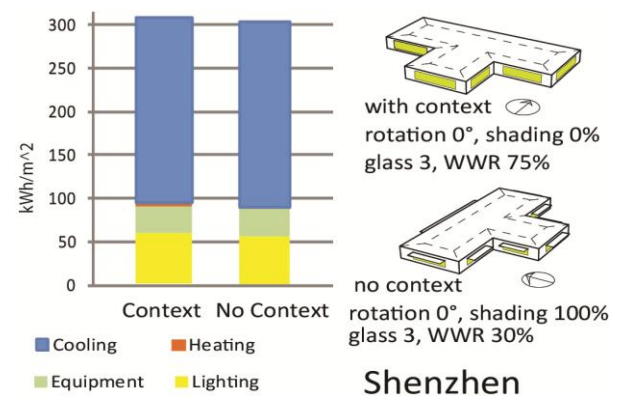 300
250
200
150
100
50
0
kWh/m^2
Context No Context
Cooling
Heating
Equipment
Lighting
with context
rotation 0°, shading 0%
glass 3, WWR 75%
no context
rotation 0°, shading 100%
glass 3, WWR 30%
Shenzhen